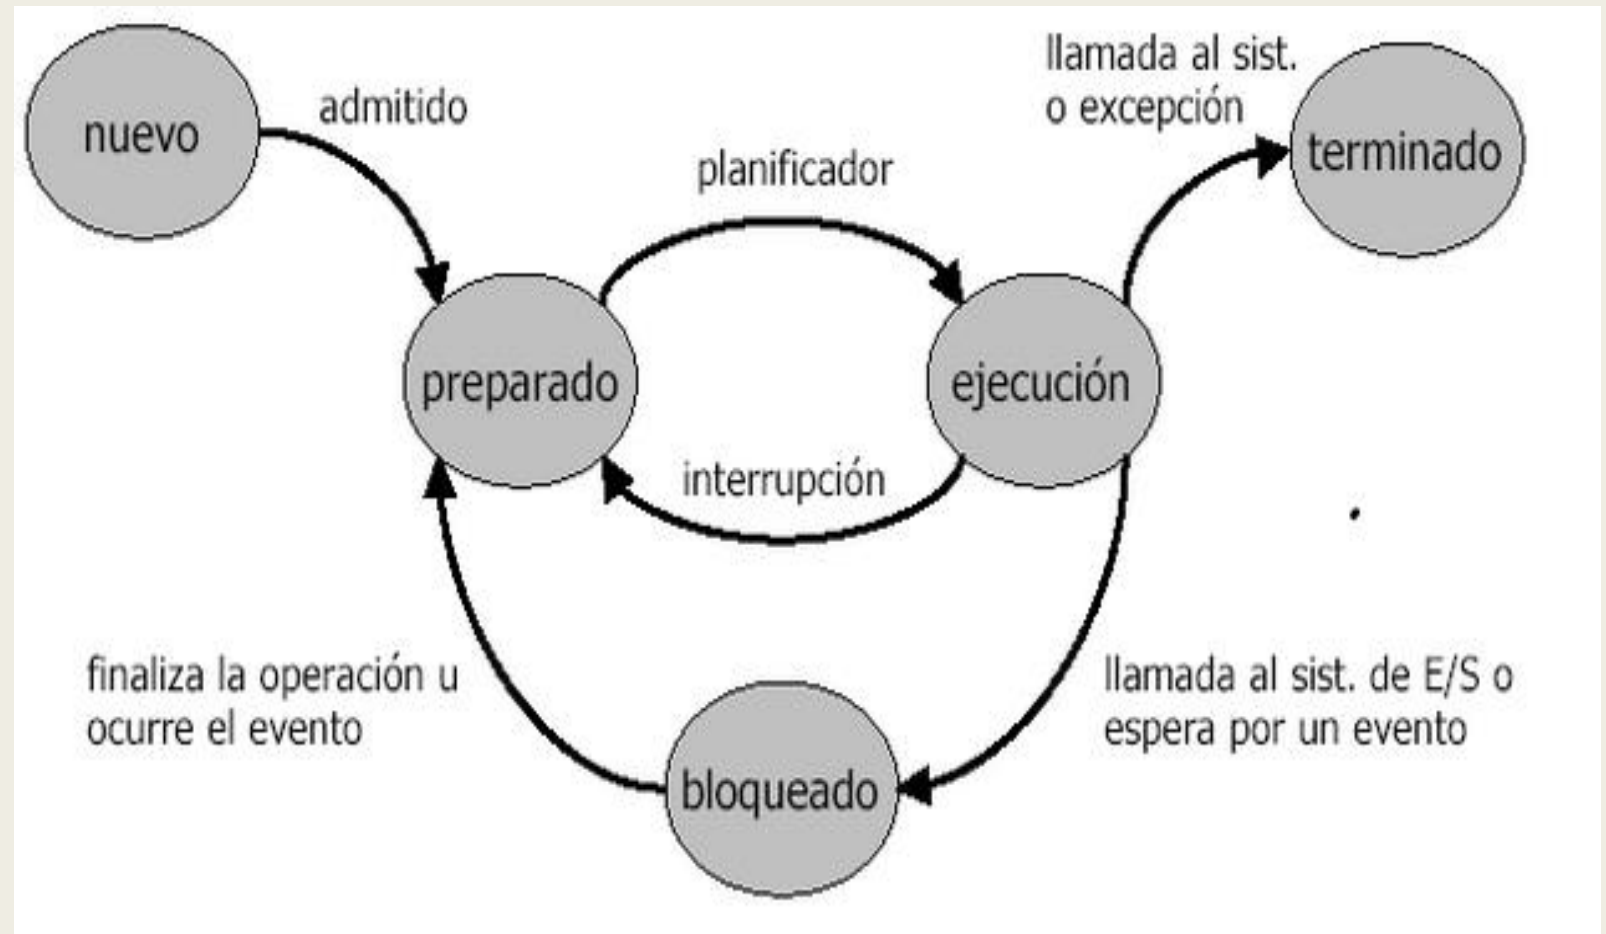 nuevo
admitido
planificador
llamada al sist.
o excepción
terminado
preparado
ejecución
interrupción
finaliza la operación u
ocurre el evento
bloqueado
llamada al sist. de E/S o
espera por un evento